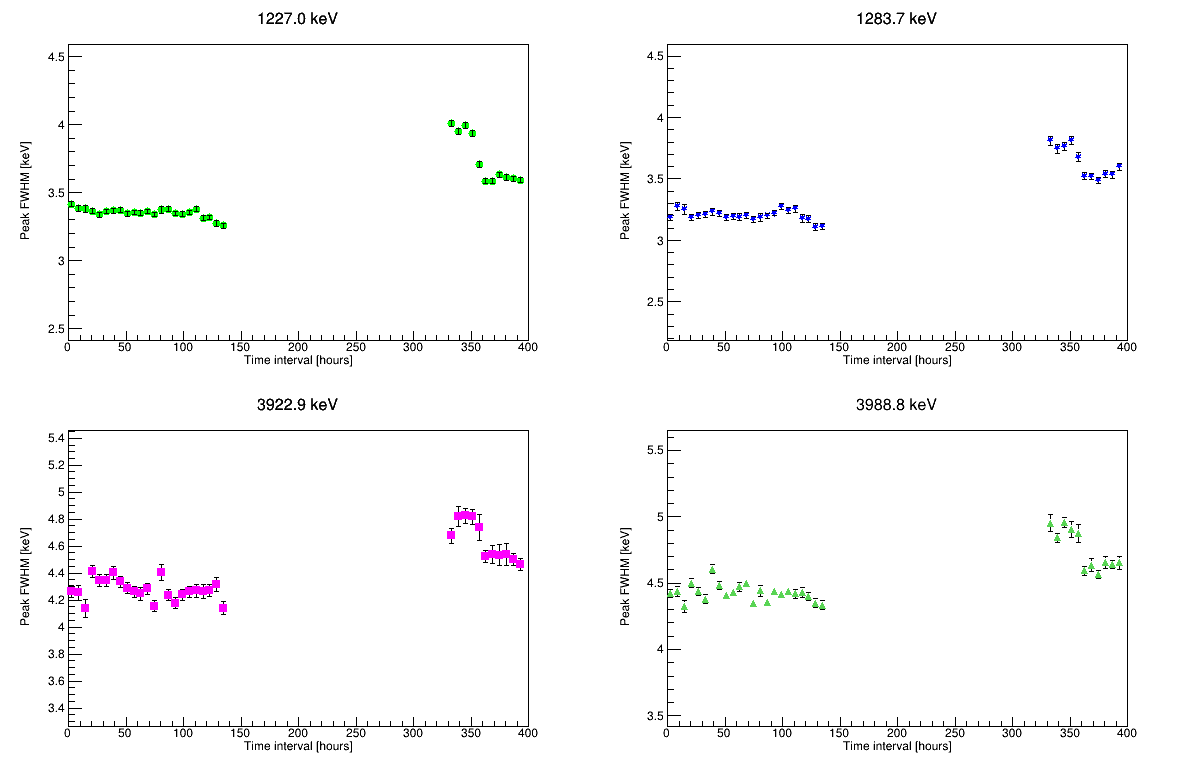 1227.0 keV
4.5
4
3.5
3
2.5
Peak FWHM [keV]
0 50 100 150 200 250 300 350 400
Time interval [hours]
1283.7 keV
4.5
4
3.5
3
2.5
Peak FWHM [keV]
0 50 100 150 200 250 300 350 400
Time interval [hours]
3922.9 keV
5.4
5.2
5
4.8
4.6
4.4
4.2
4
3.8
3.6
3.4
Peak FWHM [keV]
0 50 100 150 200 250 300 350 400
Time interval [hours]
3988.8 keV
5.5
5
4.5
4
3.5
Peak FWHM [keV]
0 50 100 150 200 250 300 350 400
Time interval [hours]